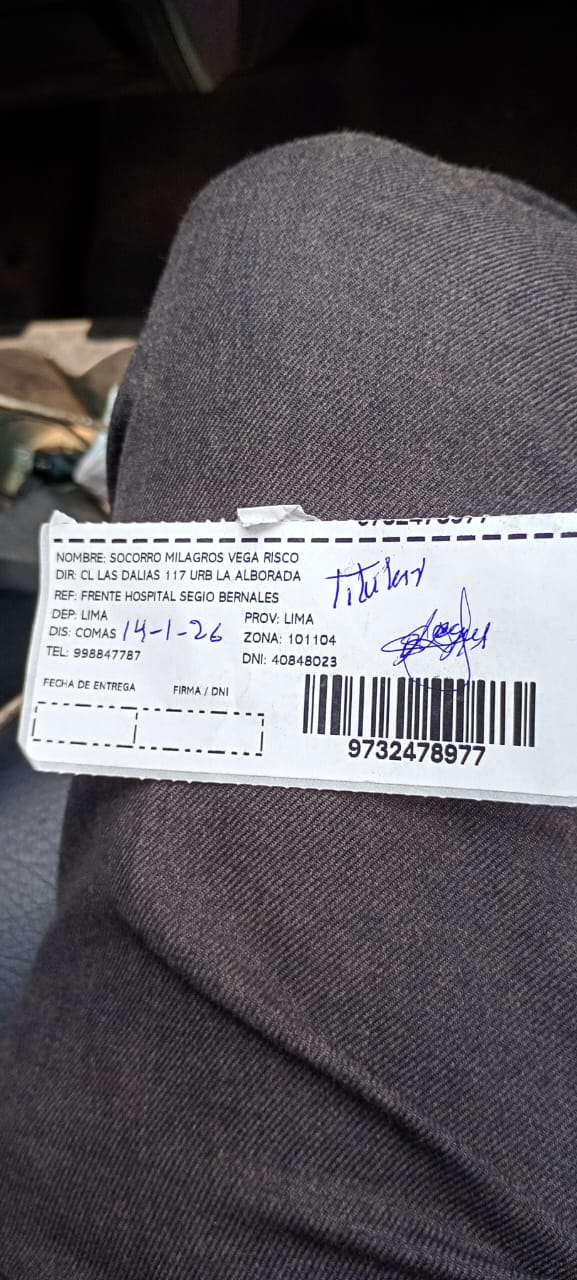 NOMBRE: SOCORRO MILAGROS VEGA RISCO
DIR: CL LAS DALIAS 117 URB LA ALBORADA
REF: FRENTE HOSPITAL SEGIO BERNALES
DEP: LIMA PROV: LIMA
DIS: COMAS 14-1-26 ZONA: 101104
TEL: 998847787 DNI: 40848023
Titular
FECHA DE ENTREGA FIRMA / DNI
9732478977